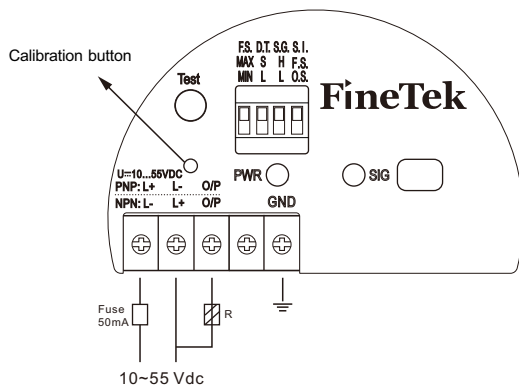 Calibration button
F.S. D.T. S.G. S.I.
MAX S H F.S.
MIN L L O.S.
Test
FineTek
U⎓10...55VDC
PWR
SIG
PNP: L+ L- O/P
NPN: L- L+ O/P
GND
Fuse
50mA
R
10~55 Vdc